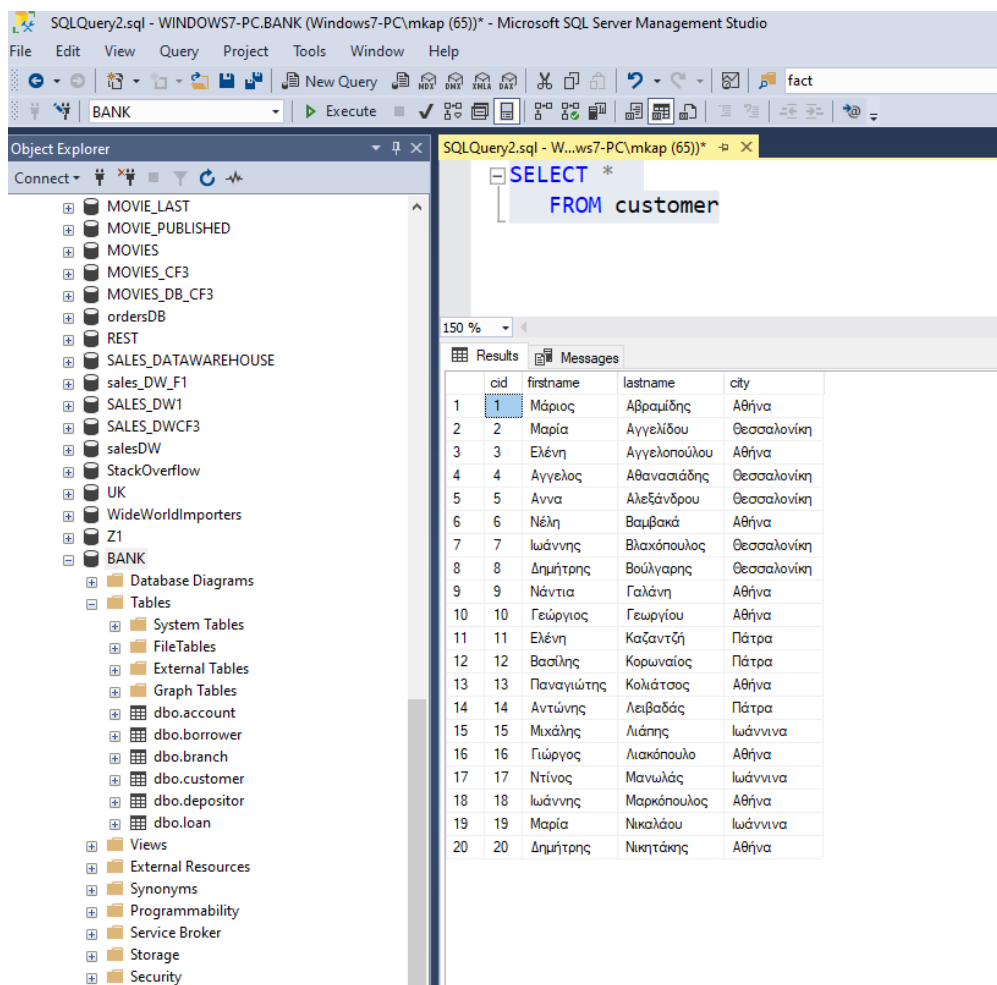 SQLQuery2.sql - WINDOWS7-PC.BANK (Windows7-PC\mkap (65))* - Microsoft SQL Server Management Studio
File Edit View Query Project Tools Window Help
New Query MDX DMX XMLA DAX fact
BANK Execute
Object Explorer
Connect
MOVIE_LAST
MOVIE_PUBLISHED
MOVIES
MOVIES_CF3
MOVIES_DB_CF3
ordersDB
REST
SALES_DATAWAREHOUSE
sales_DW_F1
SALES_DW1
SALES_DWCF3
salesDW
StackOverflow
UK
WideWorldImporters
Z1
BANK
Database Diagrams
Tables
System Tables
FileTables
External Tables
Graph Tables
dbo.account
dbo.borrower
dbo.branch
dbo.customer
dbo.depositor
dbo.loan
Views
External Resources
Synonyms
Programmability
Service Broker
Storage
Security
SQLQuery2.sql - W...ws7-PC\mkap (65))*
SELECT *
FROM customer
150 %
Results Messages
cid firstname lastname city
1 1 Μάριος Αβραμίδης Αθήνα
2 2 Μαρία Αγγελίδου Θεσσαλονίκη
3 3 Ελένη Αγγελοπούλου Αθήνα
4 4 Αγγελος Αθανασιάδης Θεσσαλονίκη
5 5 Αννα Αλεξάνδρου Θεσσαλονίκη
6 6 Νέλη Βαμβακά Αθήνα
7 7 Ιωάννης Βλαχόπουλος Θεσσαλονίκη
8 8 Δημήτρης Βούλγαρης Θεσσαλονίκη
9 9 Νάντια Γαλάνη Αθήνα
10 10 Γεώργιος Γεωργίου Αθήνα
11 11 Ελένη Καζαντζή Πάτρα
12 12 Βασίλης Κορωναίος Πάτρα
13 13 Παναγιώτης Κολιάτσος Αθήνα
14 14 Αντώνης Λειβαδάς Πάτρα
15 15 Μιχάλης Λιάπης Ιωάννινα
16 16 Γιώργος Λιακόπουλο Αθήνα
17 17 Ντίνος Μανωλάς Ιωάννινα
18 18 Ιωάννης Μαρκόπουλος Αθήνα
19 19 Μαρία Νικαλάου Ιωάννινα
20 20 Δημήτρης Νικητάκης Αθήνα